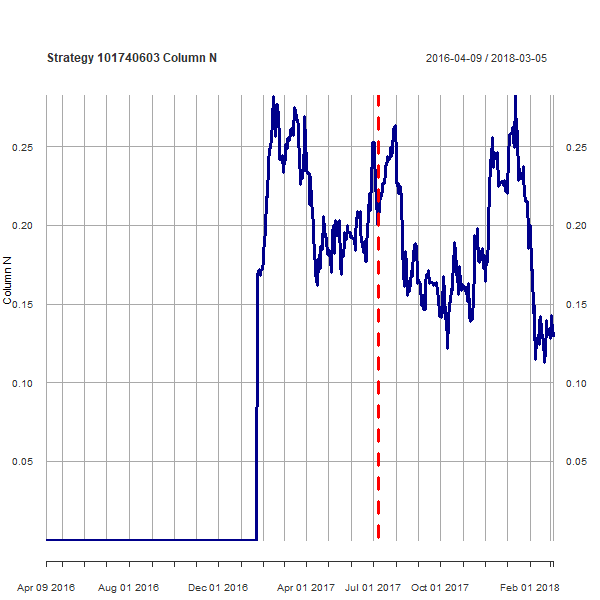 Strategy 101740603 Column N
2016-04-09 / 2018-03-05
0.25
0.25
0.20
0.20
0.15
0.15
0.10
0.10
0.05
0.05
Column N
Apr 09 2016
Aug 01 2016
Dec 01 2016
Apr 01 2017
Jul 01 2017
Oct 01 2017
Feb 01 2018